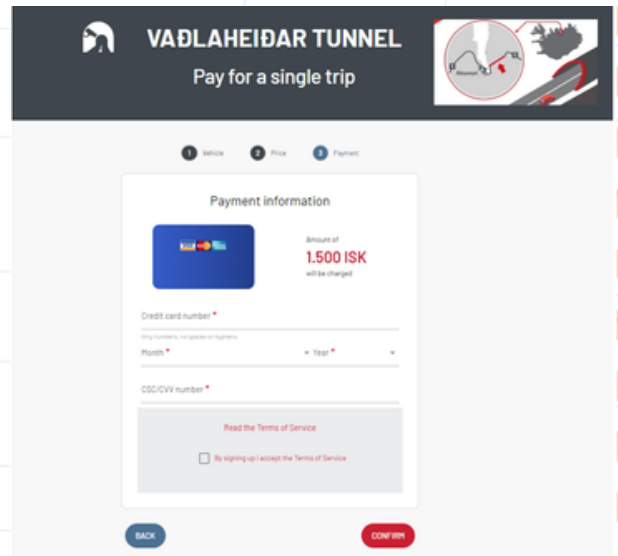 VAÐLAHEIÐAR TUNNEL
Pay for a single trip
1 Vehicle 2 Price 3 Payment
Payment information
VISA
Amount of
1.500 ISK
will be charged
Credit card number *
Only numbers, no spaces or hyphens
Month * Year *
CSC/CVV number *
Read the Terms of Service
By signing up I accept the Terms of Service
BACK CONFIRM